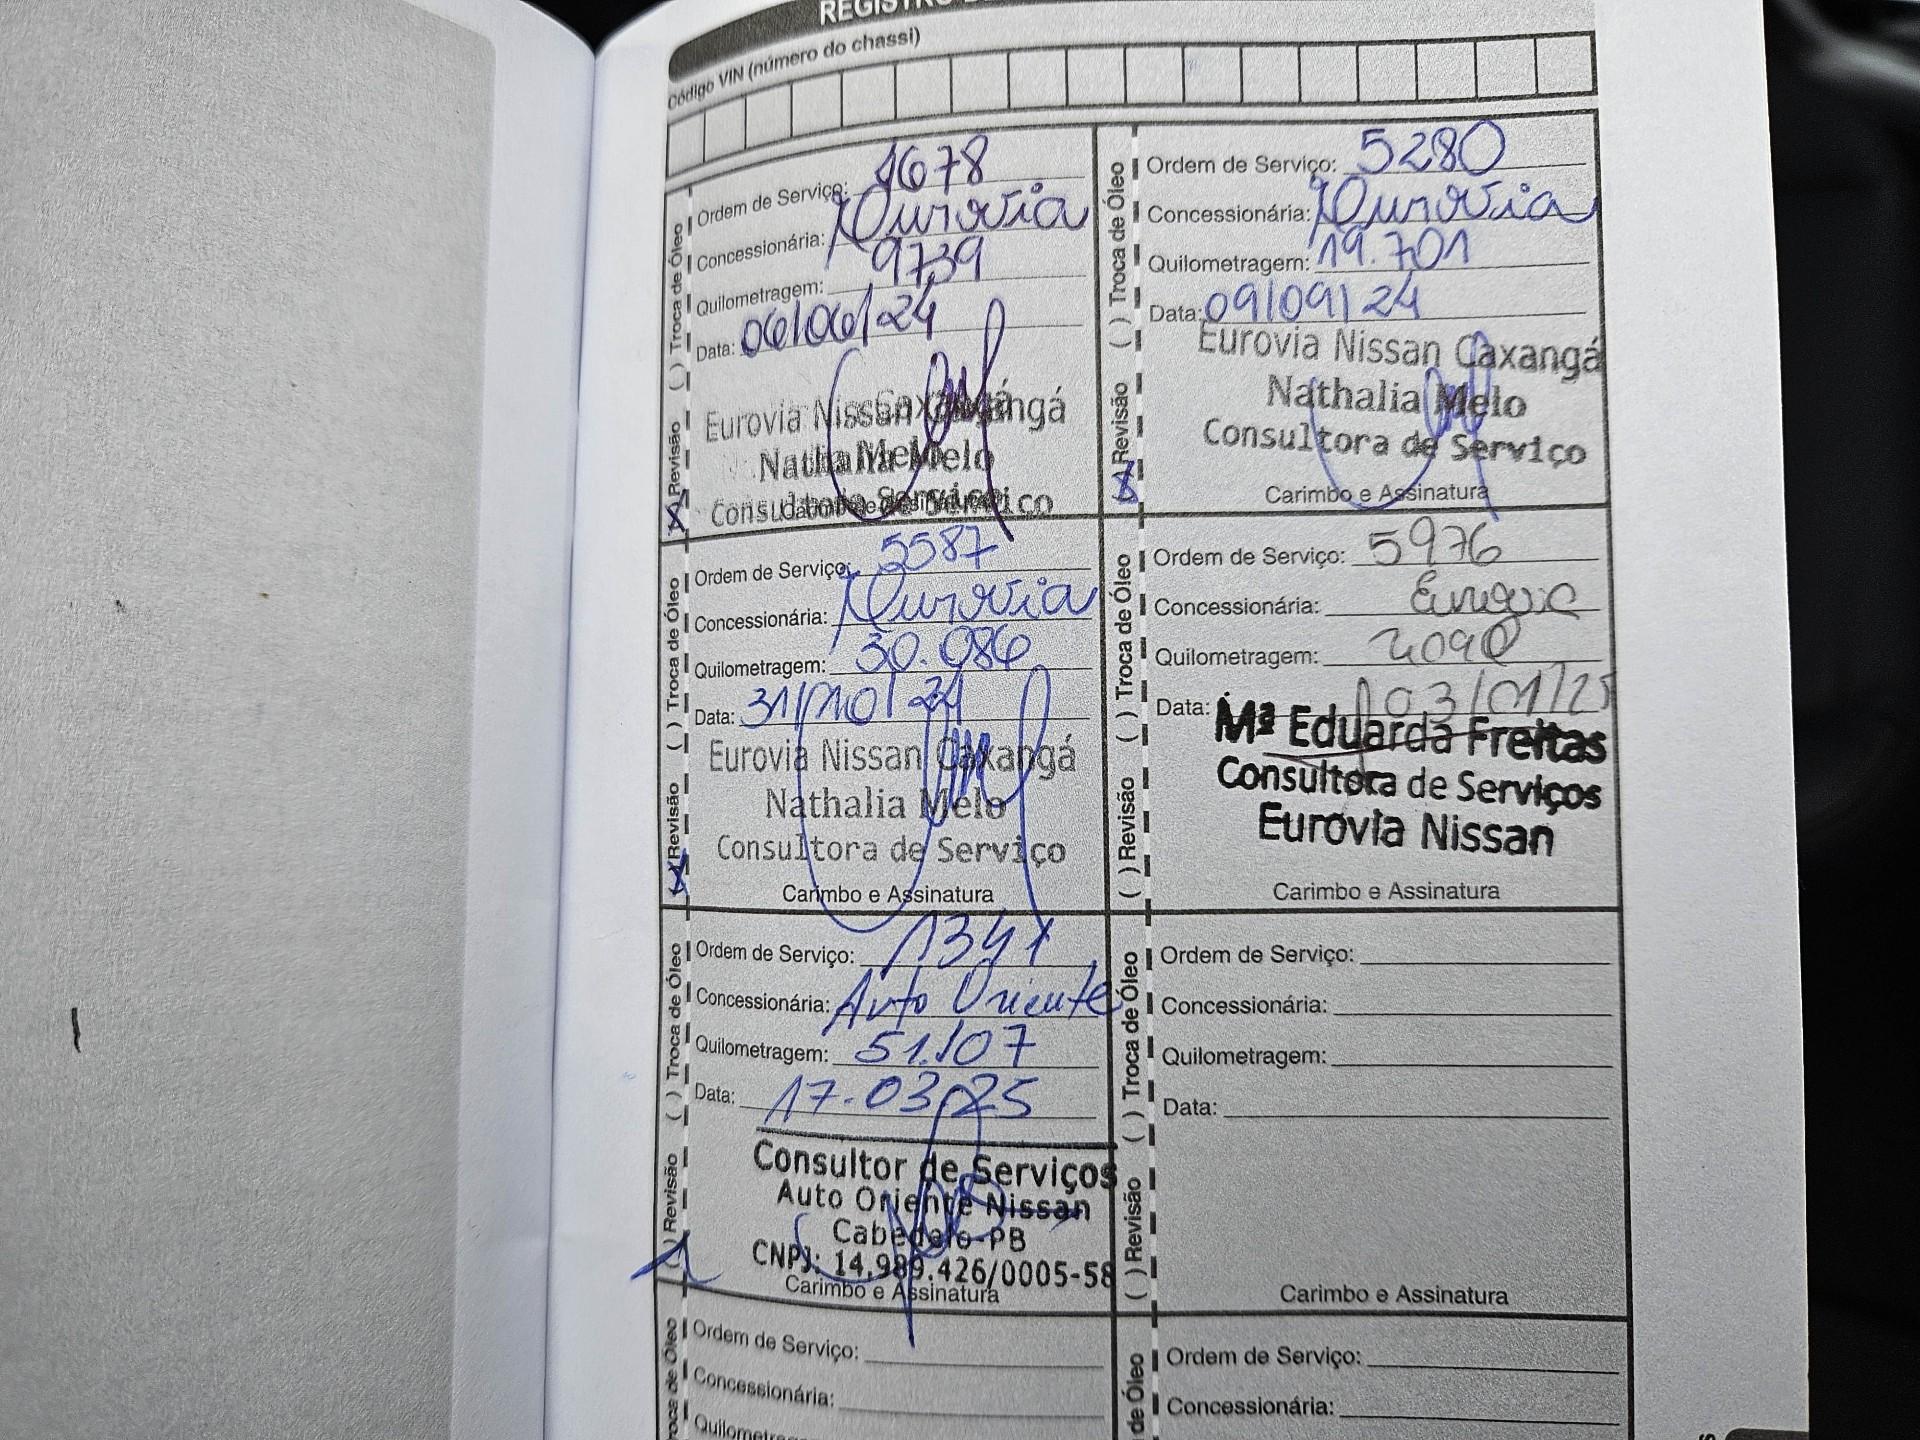 REGISTRO
Código VIN (número do chassi)
( ) Troca de Óleo
(X) Revisão
Ordem de Serviço: 1678
Concessionária: Eurovia
Quilometragem: 9739
Data: 06/06/24
Eurovia Nissan Caxangá
Nathalia Melo
Consultora de Serviço
( ) Troca de Óleo
(X) Revisão
Ordem de Serviço: 5280
Concessionária: Eurovia
Quilometragem: 19.701
Data: 09/09/24
Eurovia Nissan Caxangá
Nathalia Melo
Consultora de Serviço
Carimbo e Assinatura
( ) Troca de Óleo
(X) Revisão
Ordem de Serviço: 5587
Concessionária: Eurovia
Quilometragem: 30.086
Data: 31/10/24
Eurovia Nissan Caxangá
Nathalia Melo
Consultora de Serviço
Carimbo e Assinatura
( ) Troca de Óleo
( ) Revisão
Ordem de Serviço: 5976
Concessionária:
Quilometragem:
Data: 03/01/25
Mª Eduarda Freitas
Consultora de Serviços
Eurovia Nissan
Carimbo e Assinatura
( ) Troca de Óleo
( ) Revisão
Ordem de Serviço:
Concessionária: Auto Oriente
Quilometragem: 51.107
Data: 17.03.25
Consultor de Serviços
Auto Oriente Nissan
Cabedelo-PB
CNPJ: 14.989.426/0005-58
Carimbo e Assinatura
( ) Troca de Óleo
( ) Revisão
Ordem de Serviço:
Concessionária:
Quilometragem:
Data:
Carimbo e Assinatura
Ordem de Serviço:
Concessionária:
de Óleo
Ordem de Serviço:
Concessionária: